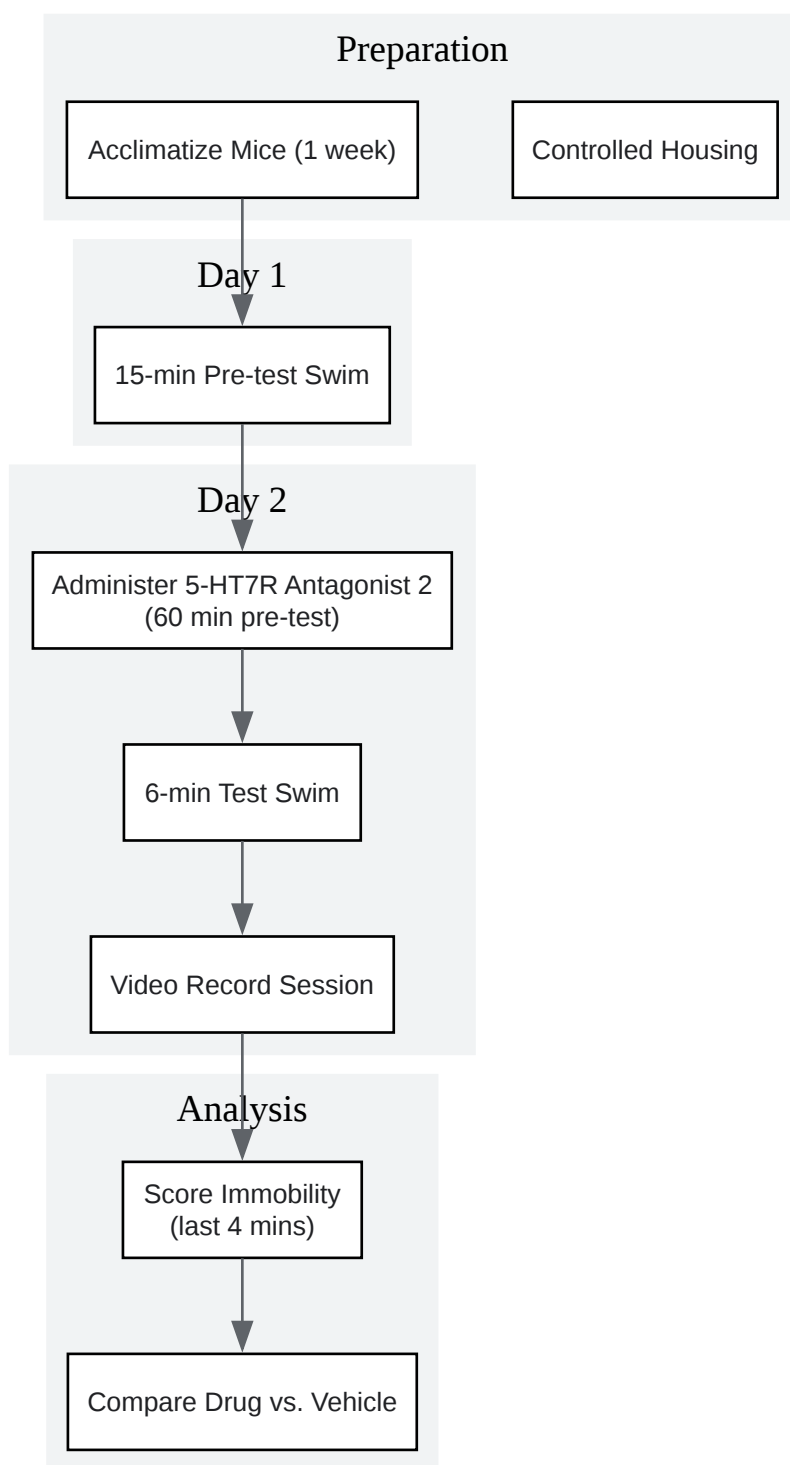 Preparation
Acclimatize Mice (1 week)
Controlled Housing
Day 1
15-min Pre-test Swim
Day 2
Administer 5-HT7R Antagonist 2
(60 min pre-test)
6-min Test Swim
Video Record Session
Analysis
Score Immobility
(last 4 mins)
Compare Drug vs. Vehicle